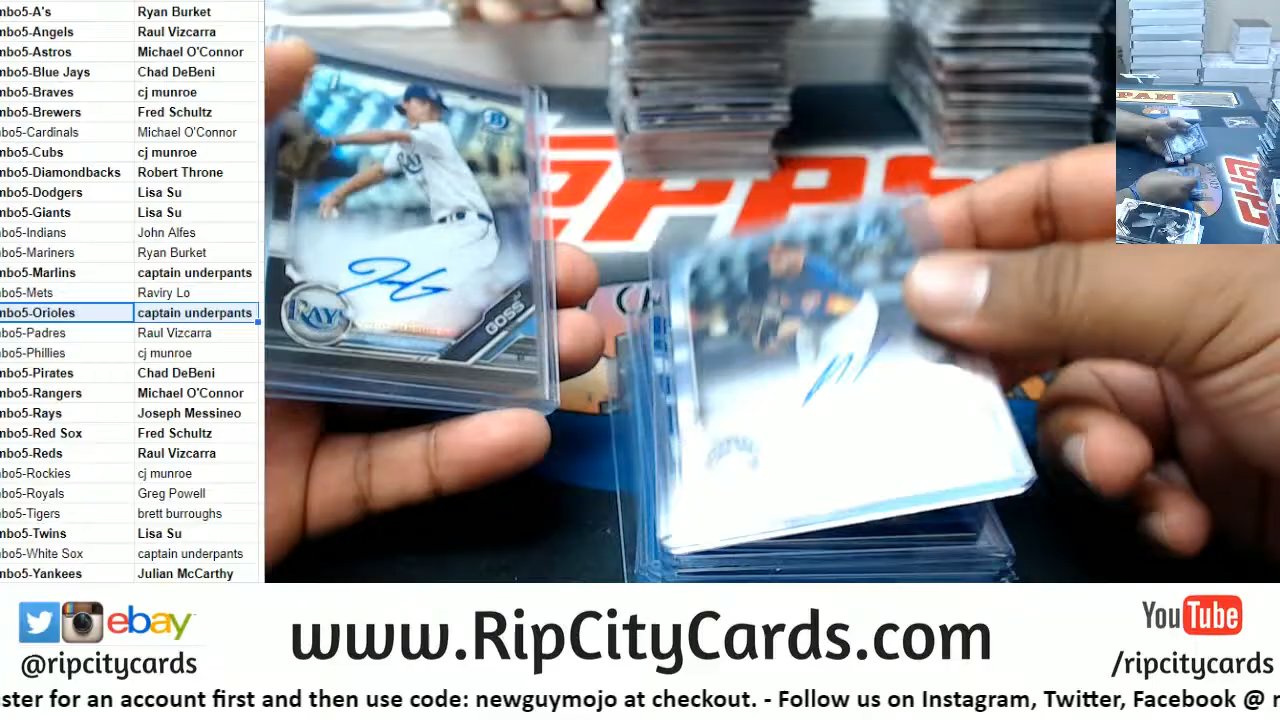 mbo5-A's Ryan Burket
mbo5-Angels Raul Vizcarra
mbo5-Astros Michael O'Connor
mbo5-Blue Jays Chad DeBeni
mbo5-Braves cj munroe
mbo5-Brewers Fred Schultz
mbo5-Cardinals Michael O'Connor
mbo5-Cubs cj munroe
mbo5-Diamondbacks Robert Throne
mbo5-Dodgers Lisa Su
mbo5-Giants Lisa Su
mbo5-Indians John Alfes
mbo5-Mariners Ryan Burket
mbo5-Marlins captain underpants
mbo5-Mets Raviry Lo
mbo5-Orioles captain underpants
mbo5-Padres Raul Vizcarra
mbo5-Phillies cj munroe
mbo5-Pirates Chad DeBeni
mbo5-Rangers Michael O'Connor
mbo5-Rays Joseph Messineo
mbo5-Red Sox Fred Schultz
mbo5-Reds Raul Vizcarra
mbo5-Rockies cj munroe
mbo5-Royals Greg Powell
mbo5-Tigers brett burroughs
mbo5-Twins Lisa Su
mbo5-White Sox captain underpants
mbo5-Yankees Julian McCarthy
RAYS
GOSS
ebay
@ripcitycards
www.RipCityCards.com
YouTube
/ripcitycards
ster for an account first and then use code: newguymojo at checkout. - Follow us on Instagram, Twitter, Facebook @